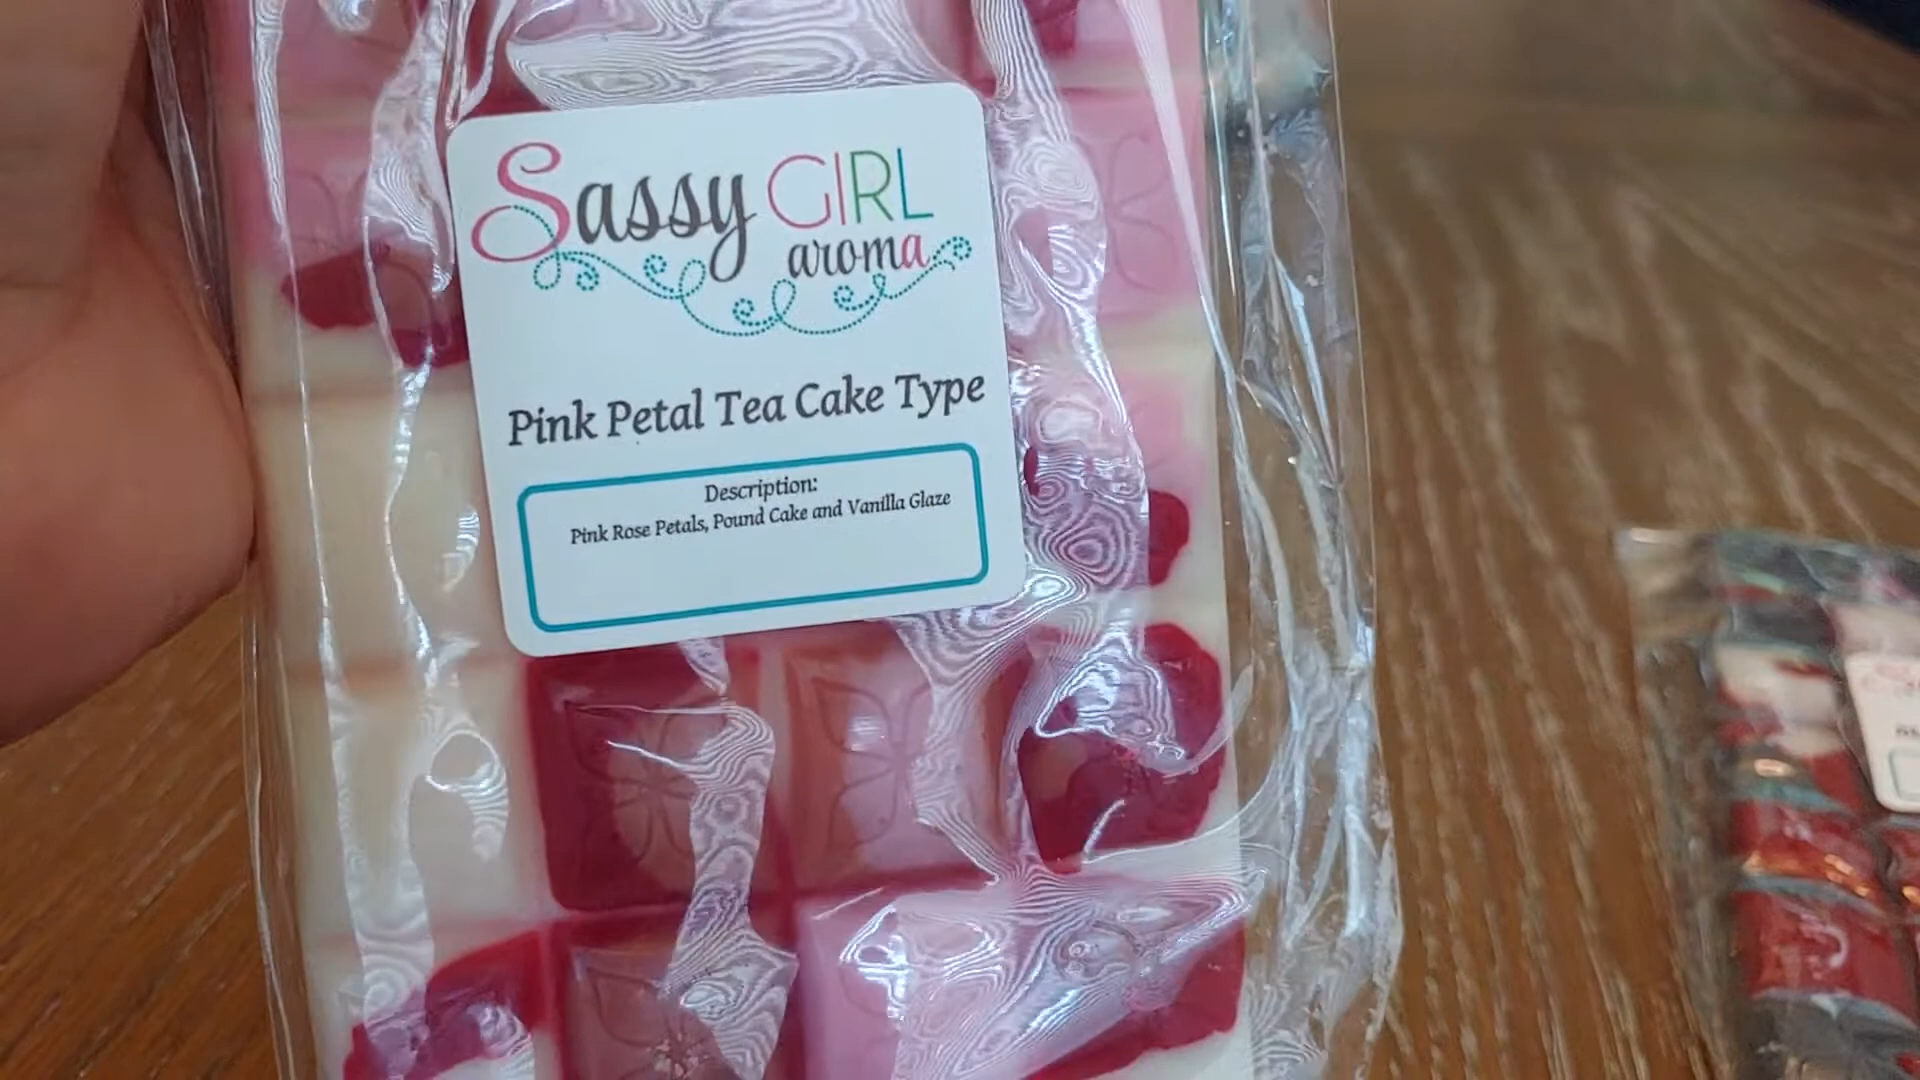 Sassy GIRL
aroma
Pink Petal Tea Cake Type
Description:
Pink Rose Petals, Pound Cake and Vanilla Glaze